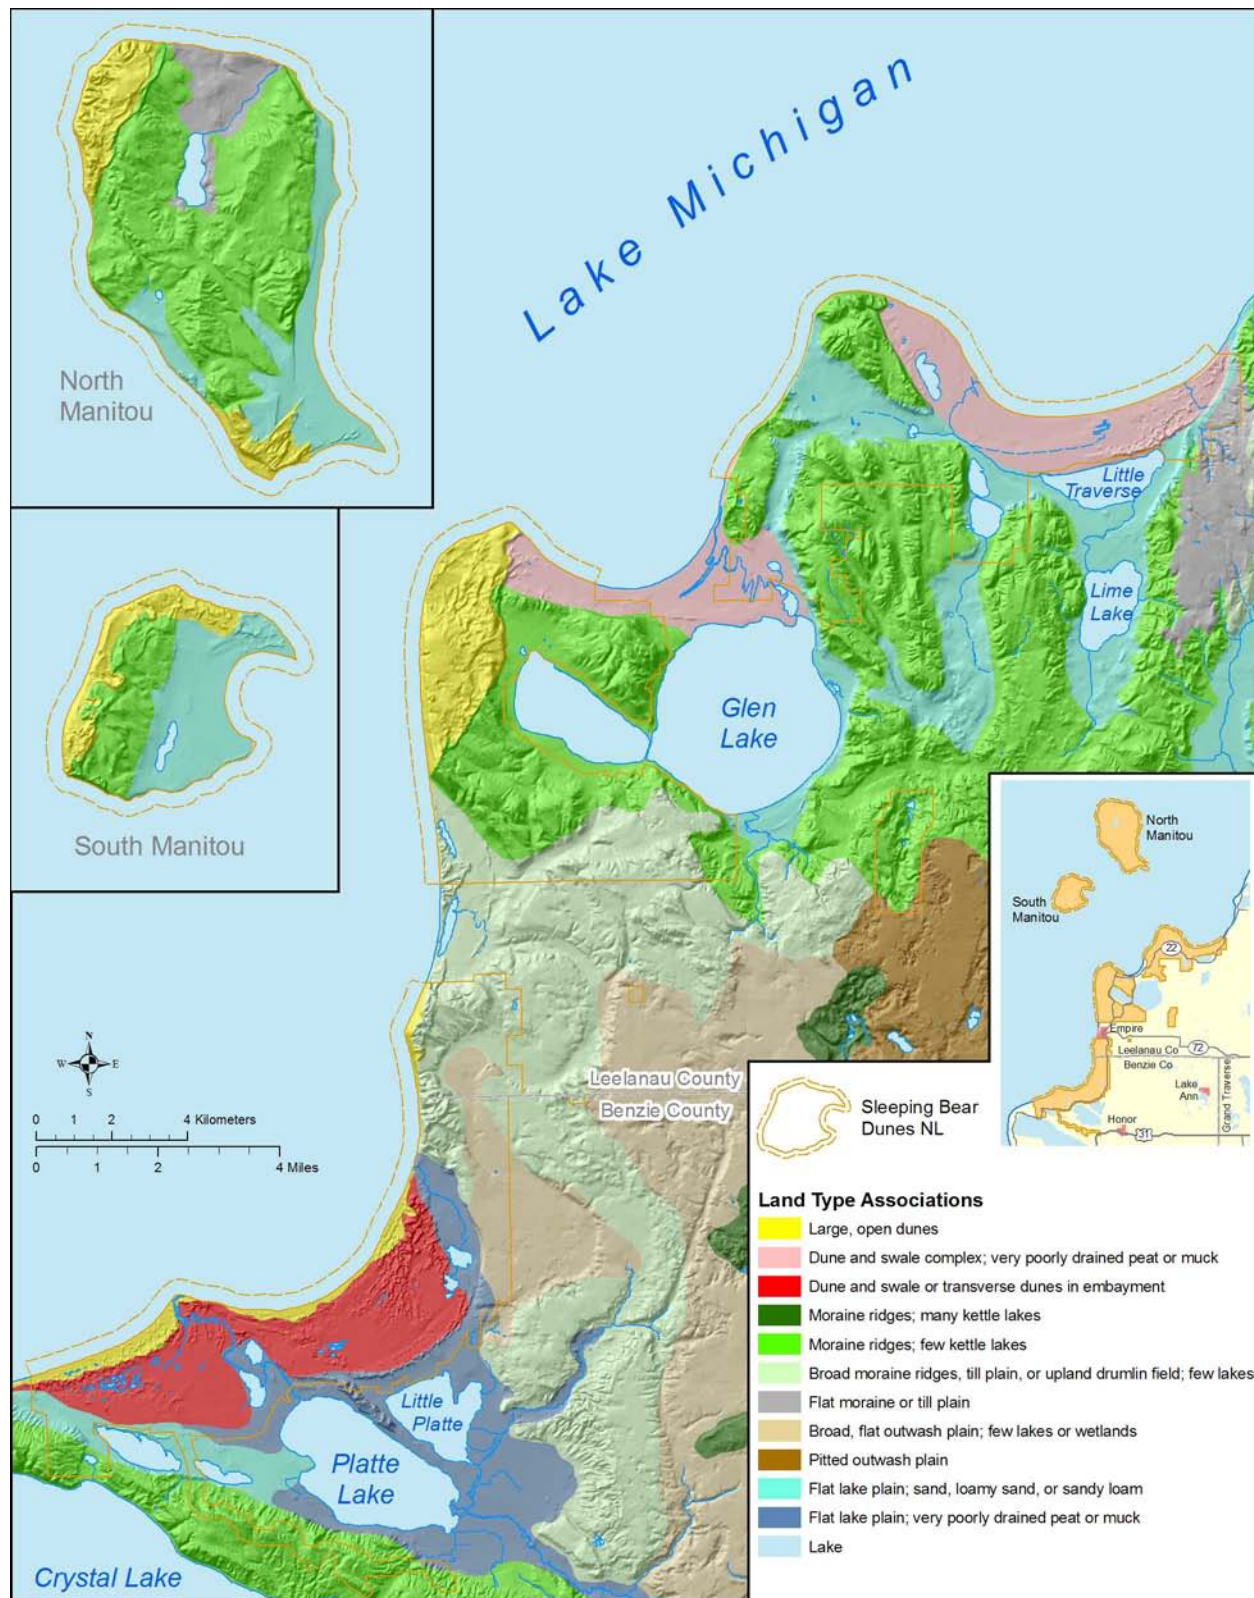 Lake Michigan
North
Manitou
South Manitou
Little
Traverse
Lime
Lake
Glen
Lake
North
Manitou
South
Manitou
22
Empire
Leelanau Co
72
Benzie Co
Lake
Ann
Grand Traverse
Honor
31
N
W E
S
Leelanau County
Benzie County
0 2 4 Kilometers
0 1 2 4 Miles
Sleeping Bear
Dunes NL
Land Type Associations
Large, open dunes
Dune and swale complex; very poorly drained peat or muck
Dune and swale or transverse dunes in embayment
Moraine ridges; many kettle lakes
Moraine ridges; few kettle lakes
Broad moraine ridges, till plain, or upland drumlin field; few lakes
Flat moraine or till plain
Broad, flat outwash plain; few lakes or wetlands
Pitted outwash plain
Flat lake plain; sand, loamy sand, or sandy loam
Flat lake plain; very poorly drained peat or muck
Lake
Little
Platte
Platte
Lake
Crystal Lake